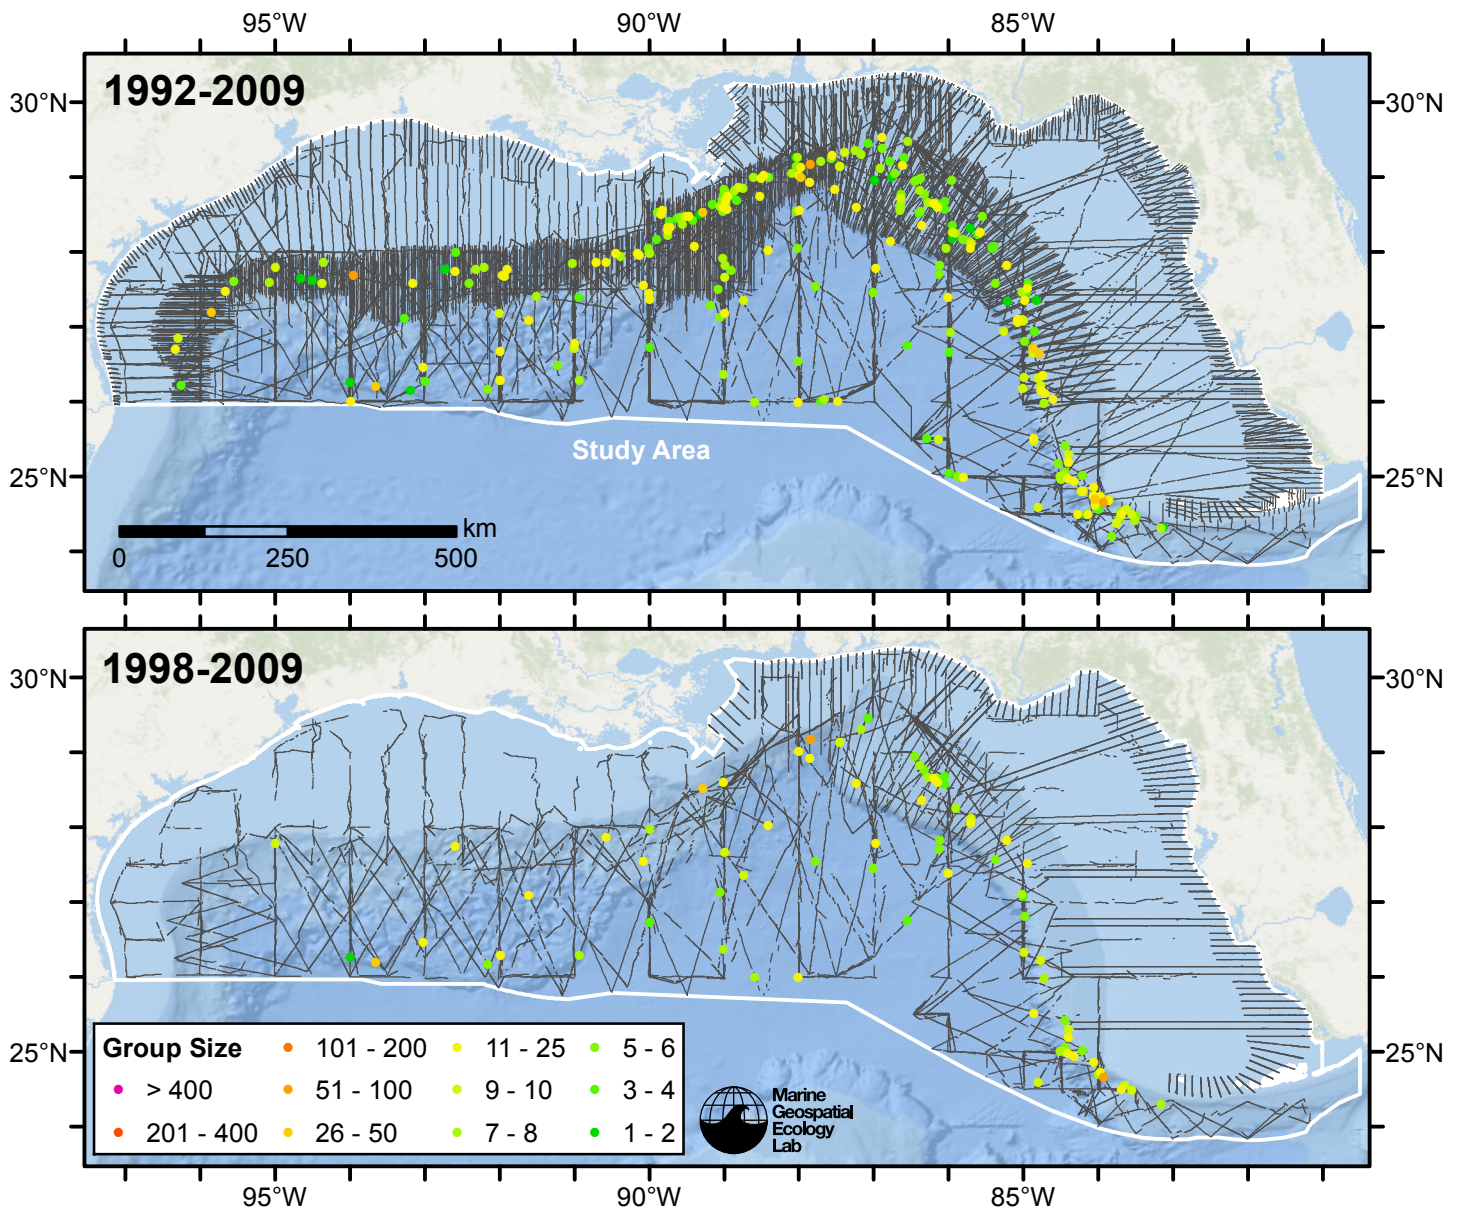 95°W 90°W 85°W
1992-2009
30°N 30°N
Study Area
25°N 25°N
km
0 250 500
1998-2009
30°N 30°N
Group Size
> 400
201 - 400
101 - 200
51 - 100
26 - 50
11 - 25
9 - 10
7 - 8
5 - 6
3 - 4
1 - 2
Marine
Geospatial
Ecology
Lab
25°N 25°N
95°W 90°W 85°W